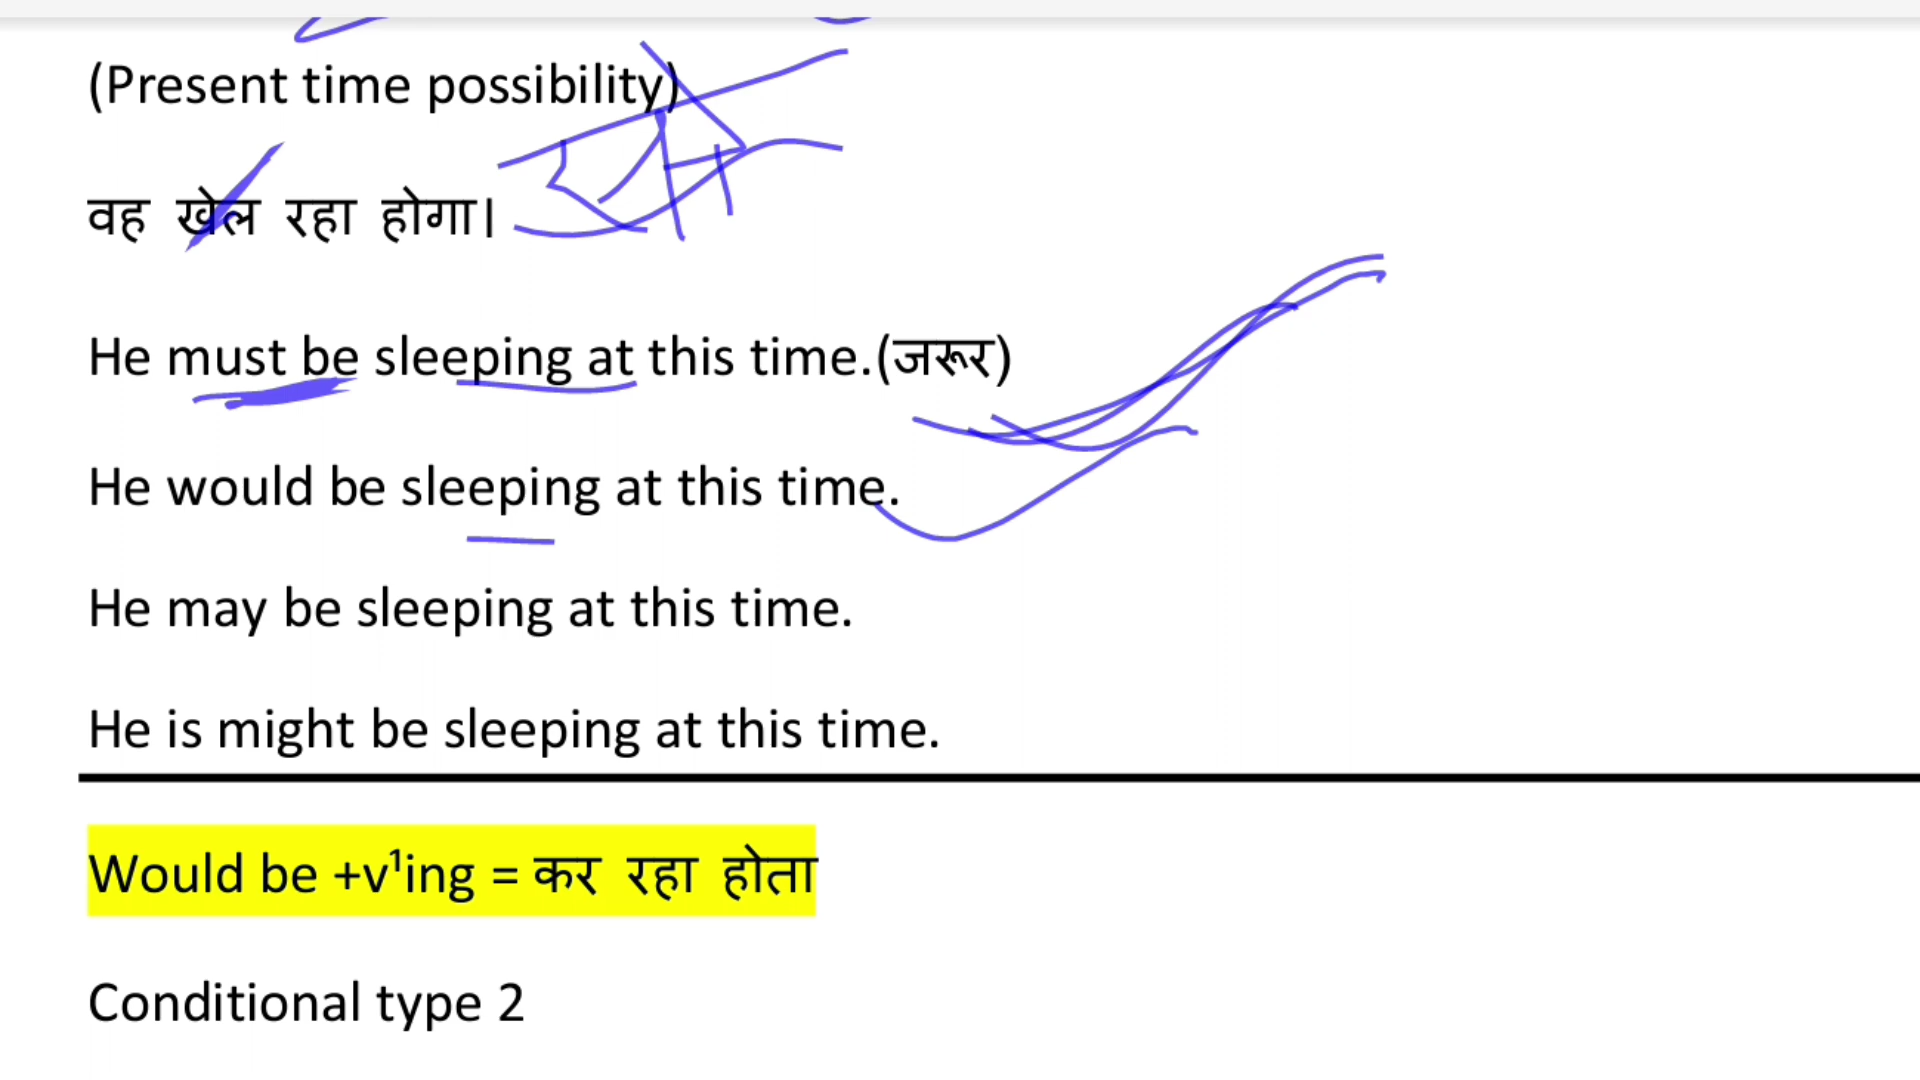 (Present time possibility)
वह खेल रहा होगा।
He must be sleeping at this time.(जरूर)
He would be sleeping at this time.
He may be sleeping at this time.
He is might be sleeping at this time.
Would be +v¹ing = कर रहा होता
Conditional type 2